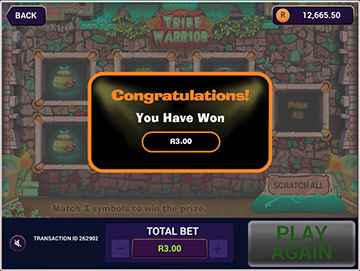 BACK
TRIBE
WARRIOR
R 12,665.50
Congratulations!
You Have Won
R3.00
Prize
SCRATCH ALL
Match 3 symbols to win the prize.
TRANSACTION ID 262902
TOTAL BET
- R3.00 +
PLAY
AGAIN